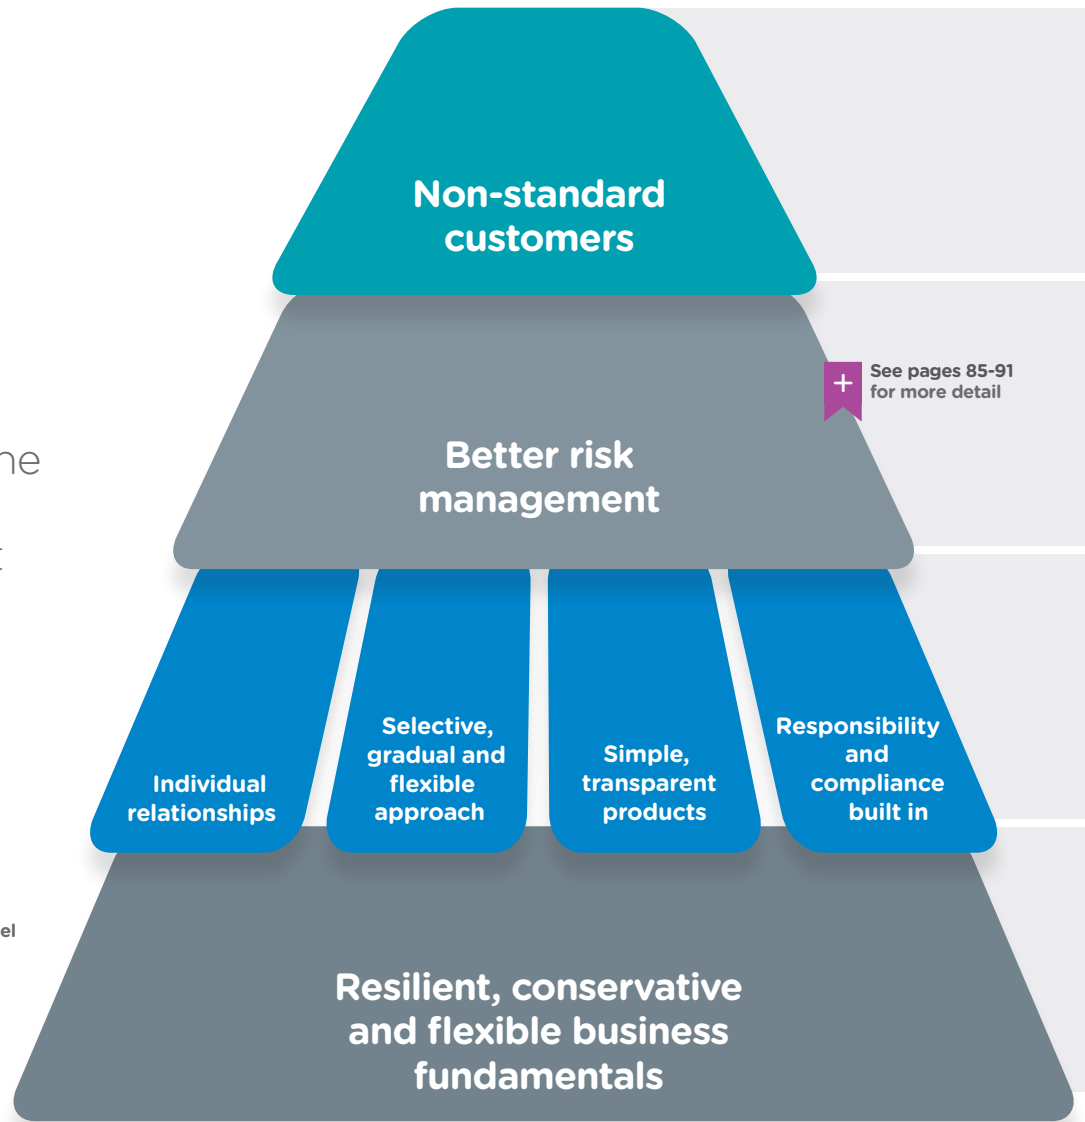 Non-standard
customers
+
See pages 85-91
for more detail
Better risk
management
Individual
relationships
Selective,
gradual and
flexible
approach
Simple,
transparent
products
Responsibility
and
compliance
built in
Resilient, conservative
and flexible business
fundamentals